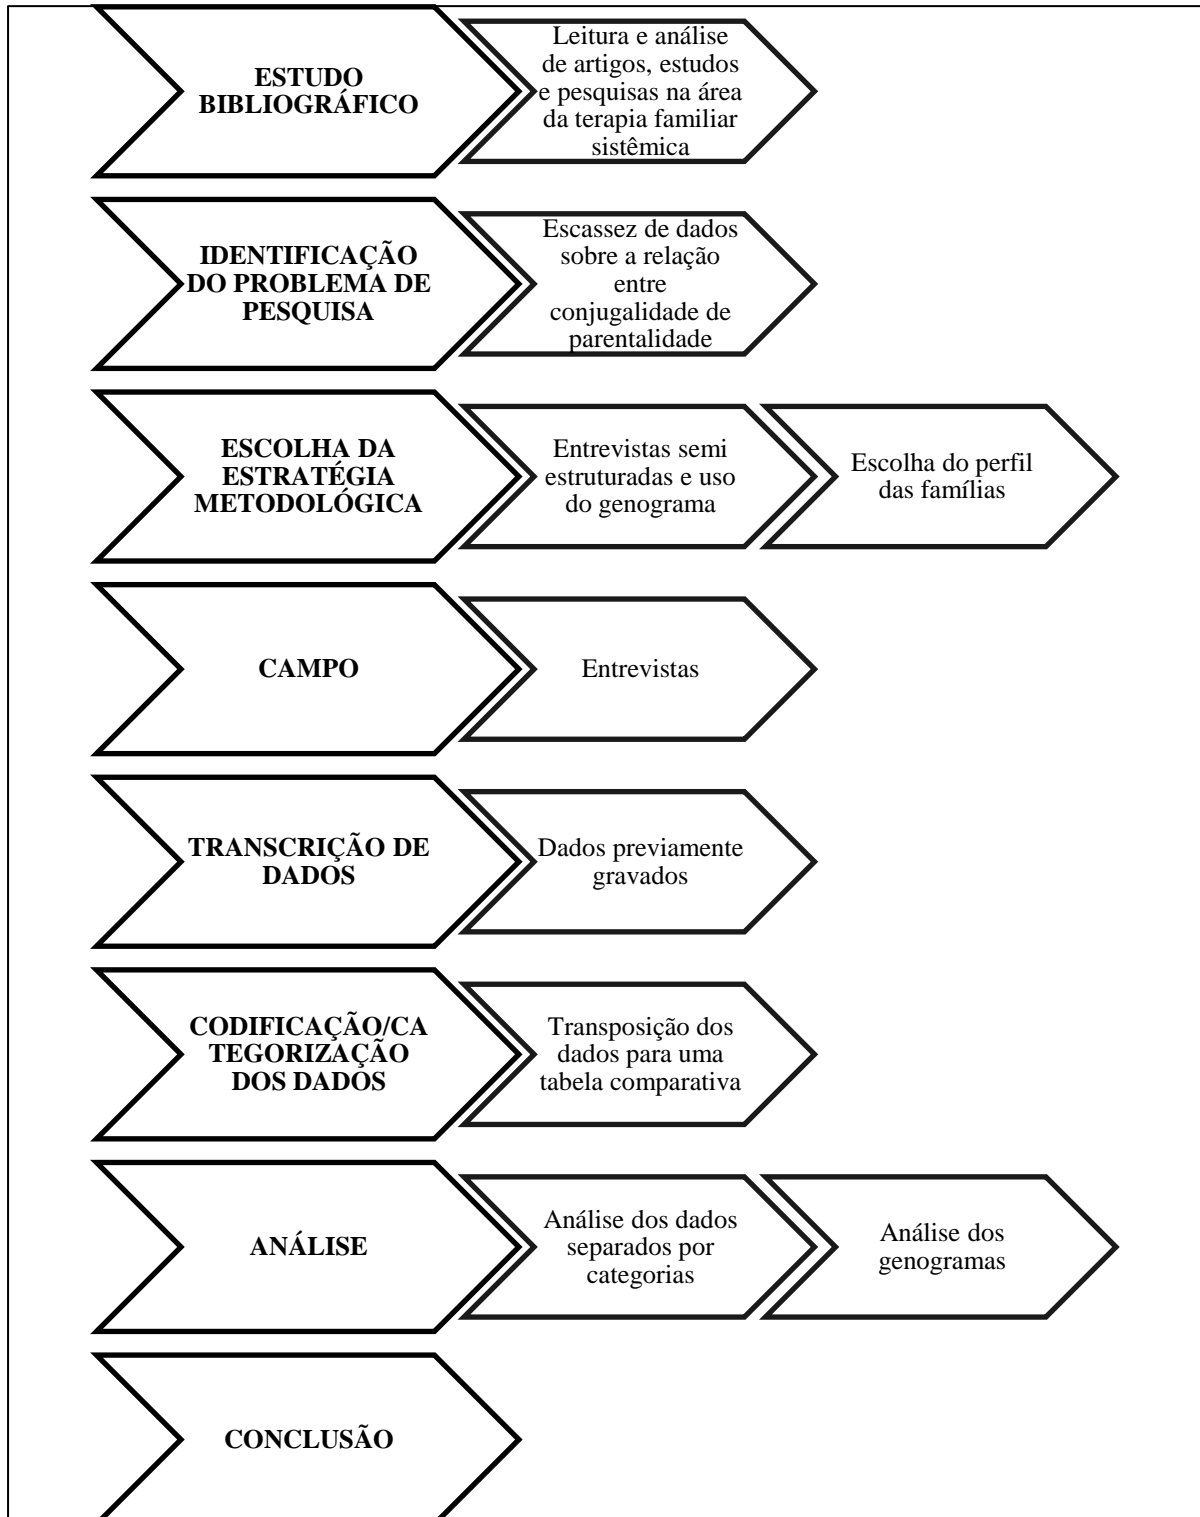 ESTUDO
BIBLIOGRÁFICO
Leitura e análise
de artigos, estudos
e pesquisas na área
da terapia familiar
sistêmica
IDENTIFICAÇÃO
DO PROBLEMA DE
PESQUISA
Escassez de dados
sobre a relação
entre
conjugalidade de
parentalidade
ESCOLHA DA
ESTRATÉGIA
METODOLÓGICA
Entrevistas semi
estruturadas e uso
do genograma
Escolha do perfil
das famílias
CAMPO
Entrevistas
TRANSCRIÇÃO DE
DADOS
Dados previamente
gravados
CODIFICAÇÃO/CA
TEGORIZAÇÃO
DOS DADOS
Transposição dos
dados para uma
tabela comparativa
ANÁLISE
Análise dos dados
separados por
categorias
Análise dos
genogramas
CONCLUSÃO